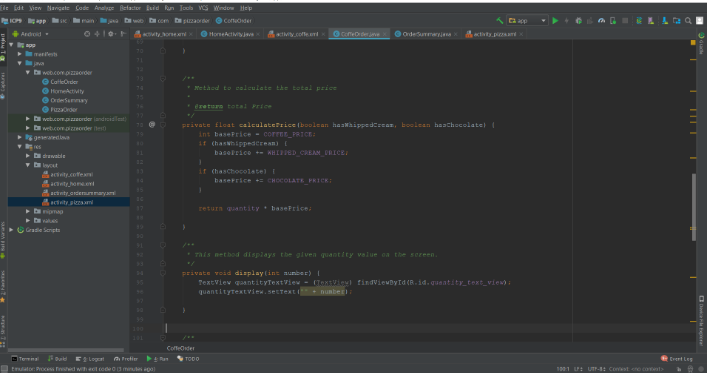 File Edit View Navigate Code Analyze Refactor Build Run Tools VCS Window Help
ICP9 app src main java web com pizzaorder CoffeOrder
app
Android
activity_home.xml HomeActivity.java activity_coffe.xml CoffeOrder.java OrderSummary.java activity_pizza.xml
app
manifests
java
web.com.pizzaorder
CoffeOrder
HomeActivity
OrderSummary
PizzaOrder
web.com.pizzaorder (androidTest)
web.com.pizzaorder (test)
generatedJava
res
drawable
layout
activity_coffe.xml
activity_home.xml
activity_ordersummary.xml
activity_pizza.xml
mipmap
values
Gradle Scripts
}
/**
* Method to calculate the total price
*
* @return total Price
*/
private float calculatePrice(boolean hasWhippedCream, boolean hasChocolate) {
int basePrice = COFFEE_PRICE;
if (hasWhippedCream) {
basePrice += WHIPPED_CREAM_PRICE;
}
if (hasChocolate) {
basePrice += CHOCOLATE_PRICE;
}
return quantity * basePrice;
}
/**
* This method displays the given quantity value on the screen.
*/
private void display(int number) {
TextView quantityTextView = (TextView) findViewById(R.id.quantity_text_view);
quantityTextView.setText("" + number);
}
/**
CoffeOrder
Terminal Build 6: Logcat Profiler 4: Run TODO Event Log
Emulator: Process finished with exit code 0 (3 minutes ago)
100:1 LF UTF-8 Context: <no context>